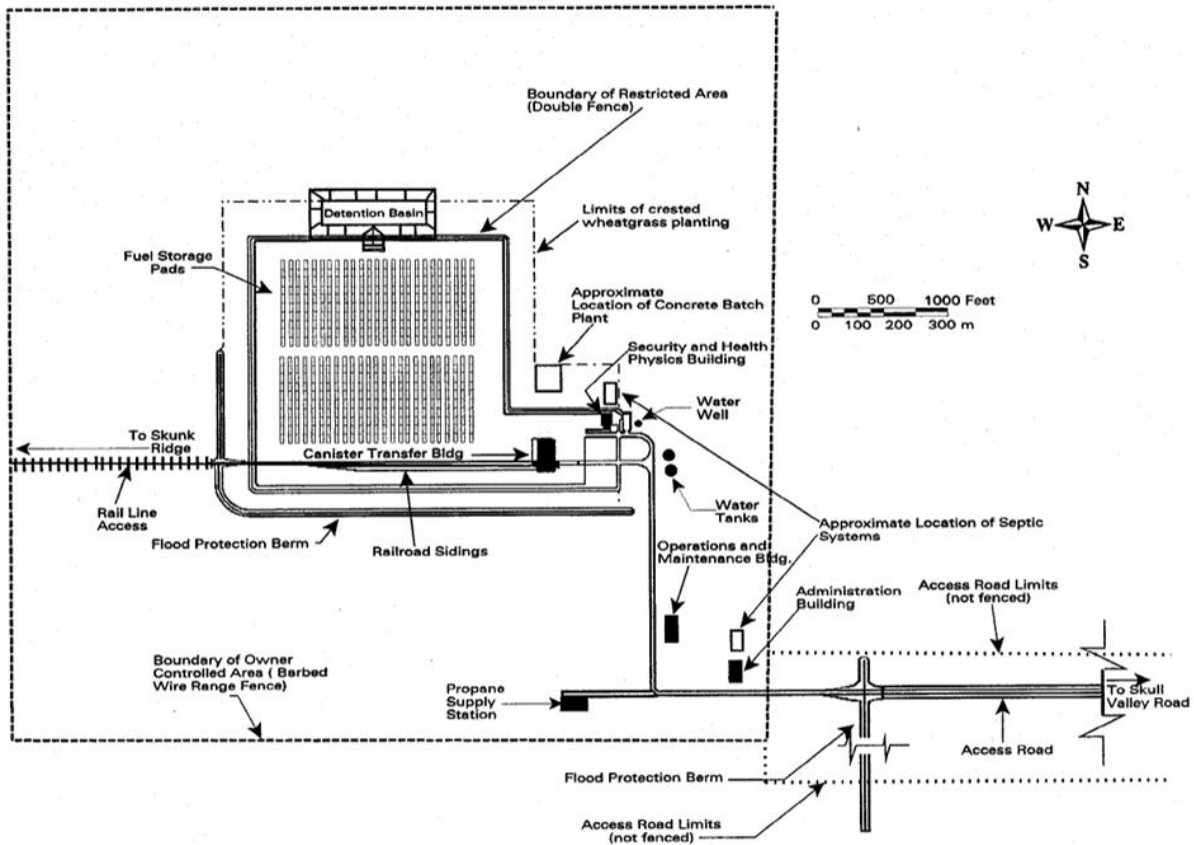 Boundary of Restricted Area
(Double Fence)
Detention Basin
Limits of crested
wheatgrass planting
N
W E
S
Fuel Storage
Pads
Approximate
Location of Concrete Batch
Plant
0 500 1000 Feet
0 100 200 300 m
Security and Health
Physics Building
Water
Well
To Skunk
Ridge
Canister Transfer Bldg
Rail Line
Access
Water
Tanks
Flood Protection Berm
Railroad Sidings
Approximate Location of Septic
Systems
Operations and
Maintenance Bldg.
Administration
Building
Access Road Limits
(not fenced)
Boundary of Owner
Controlled Area ( Barbed
Wire Range Fence)
Propane
Supply
Station
To Skull
Valley Road
Access Road
Flood Protection Berm
Access Road Limits
(not fenced)